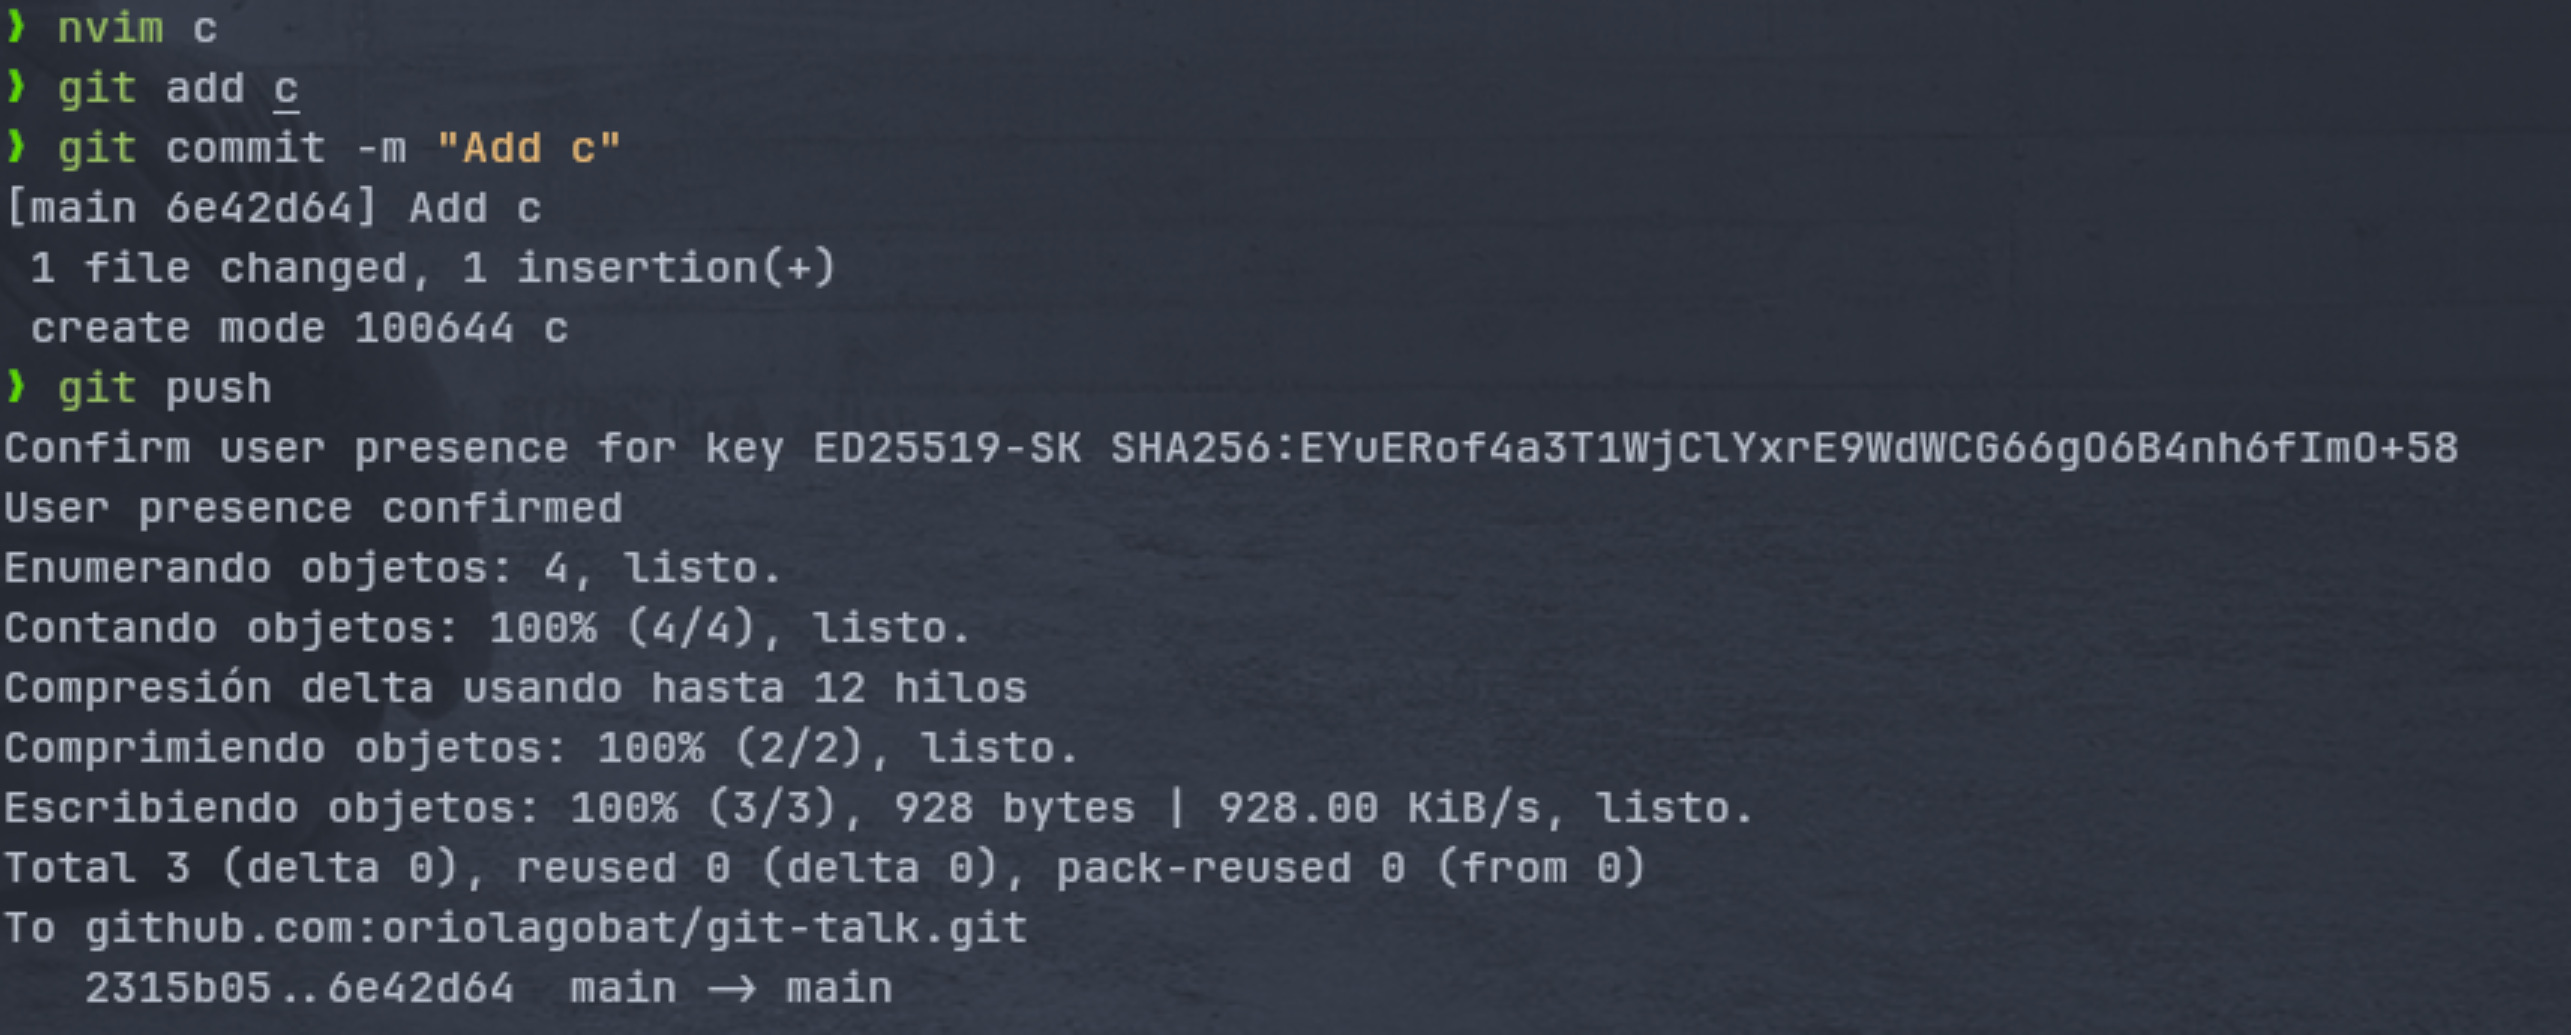 ❯ nvim c
❯ git add c
❯ git commit -m "Add c"
[main 6e42d64] Add c
 1 file changed, 1 insertion(+)
 create mode 100644 c
❯ git push
Confirm user presence for key ED25519-SK SHA256:EYuERof4a3T1WjClYxrE9WdWCG66gO6B4nh6fImO+58
User presence confirmed
Enumerando objetos: 4, listo.
Contando objetos: 100% (4/4), listo.
Compresión delta usando hasta 12 hilos
Comprimiendo objetos: 100% (2/2), listo.
Escribiendo objetos: 100% (3/3), 928 bytes | 928.00 KiB/s, listo.
Total 3 (delta 0), reused 0 (delta 0), pack-reused 0 (from 0)
To github.com:oriolagobat/git-talk.git
   2315b05..6e42d64  main -> main